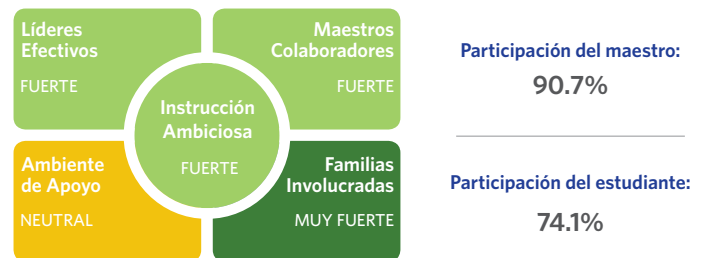 Líderes
Efectivos
FUERTE
Maestros
Colaboradores
FUERTE
Instrucción
Ambiciosa
FUERTE
Ambiente
de Apoyo
NEUTRAL
Familias
Involucradas
MUY FUERTE
Participación del maestro:
90.7%
Participación del estudiante:
74.1%